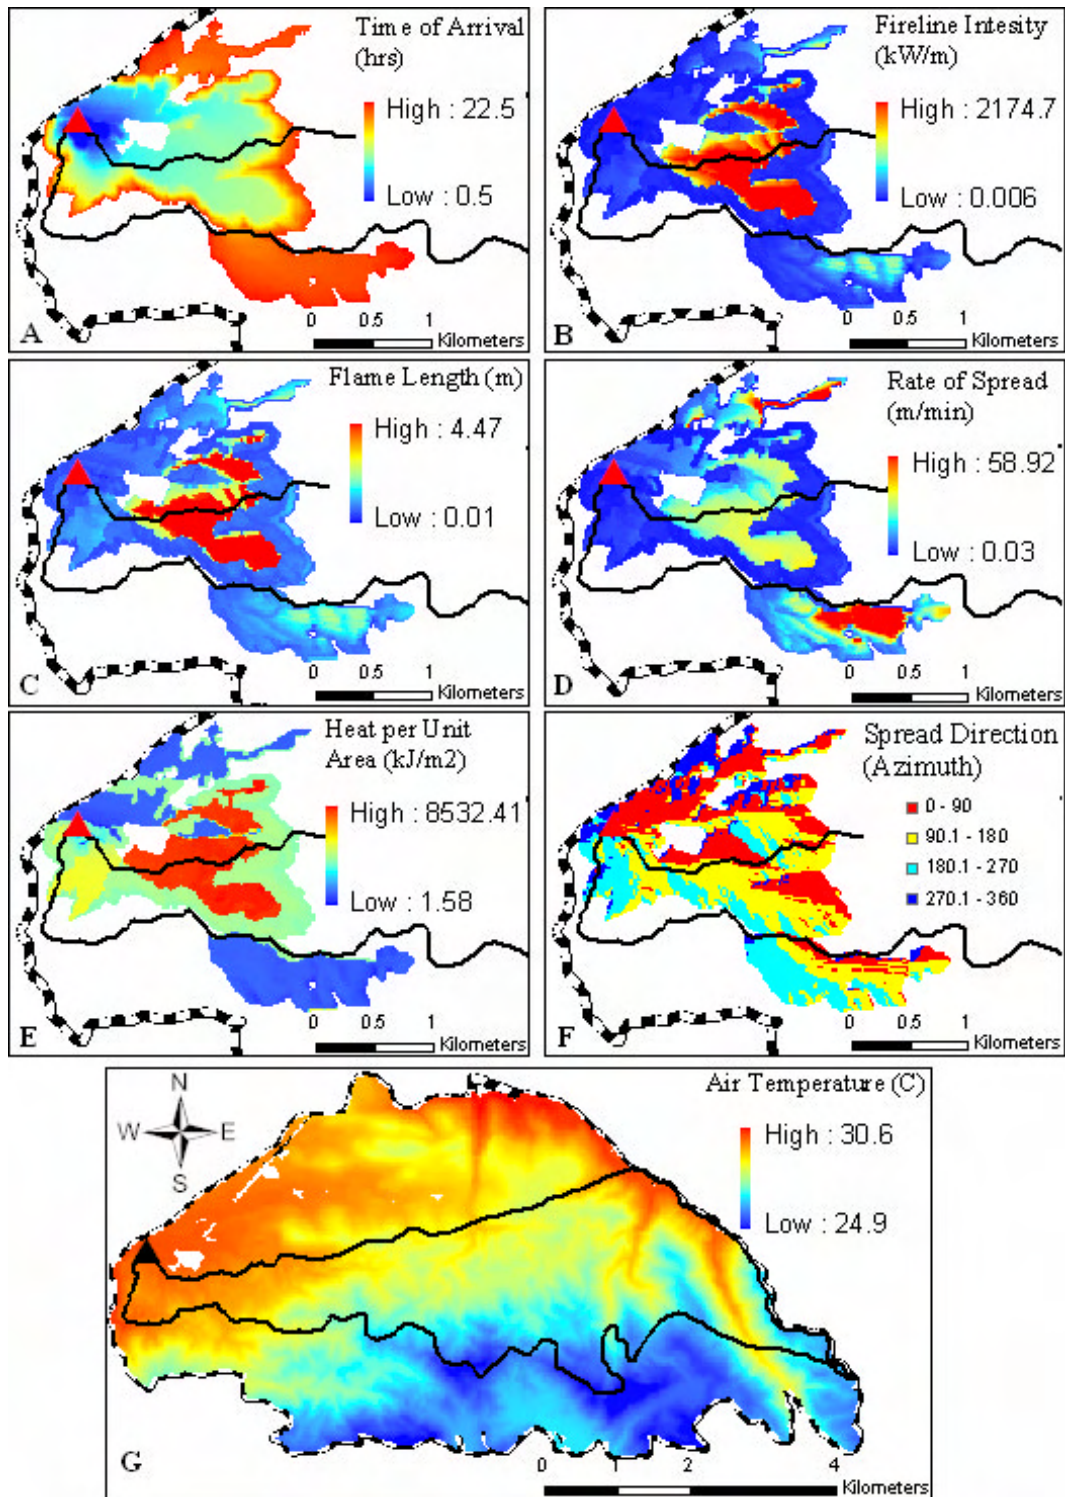 Time of Arrival
(hrs)
High : 22.5
Low : 0.5
0 0.5 1
Kilometers
A
Fireline Intesity
(kW/m)
High :
2174.7
Low :
0.006
0 0.5 1
Kilometers
B
Flame Length (m)
High : 4.47
Low : 0.01
0 0.5 1
Kilometers
C
Rate of Spread
(m/min)
High : 58.92
Low : 0.03
0 0.5 1
Kilometers
D
Heat per Unit
Area (kJ/m2)
High : 8532.41
Low : 1.58
0 0.5 1
Kilometers
E
Spread Direction
(Azimuth)
0 - 90
90.1 - 180
180.1 - 270
270.1 - 360
0 0.5 1
Kilometers
F
Air Temperature (C)
N
W E
S
High : 30.6
Low : 24.9
G
0 1 2 4
Kilometers